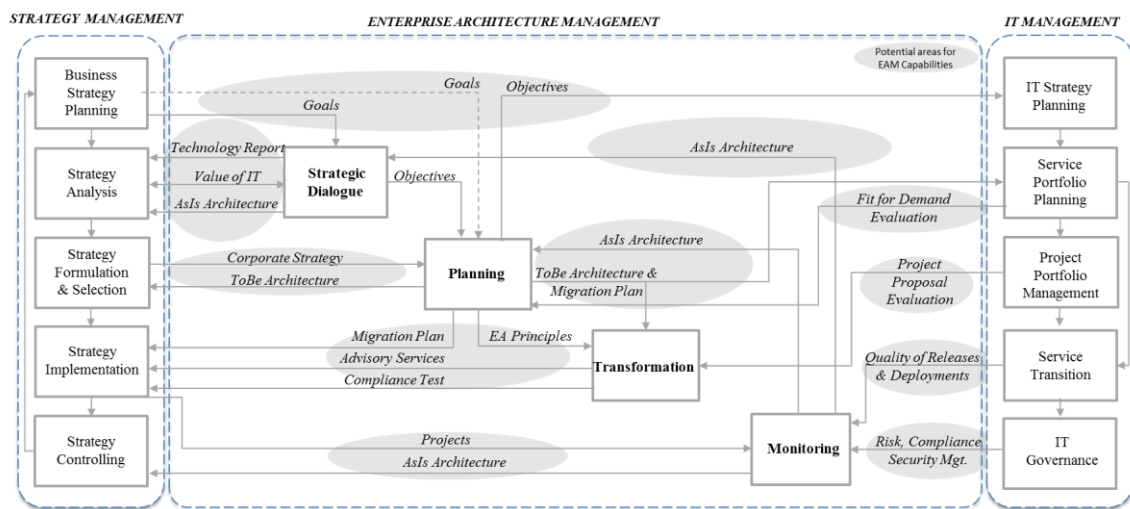 STRATEGY MANAGEMENT
ENTERPRISE ARCHITECTURE MANAGEMENT
IT MANAGEMENT
Business
Strategy
Planning
Strategy
Analysis
Strategy
Formulation
& Selection
Strategy
Implementation
Strategy
Controlling
Goals
Goals
Objectives
Potential areas for
EAM Capabilities
Technology Report
Value of IT
AsIs Architecture
Strategic
Dialogue
Objectives
AsIs Architecture
Fit for Demand
Evaluation
Corporate Strategy
ToBe Architecture
Planning
AsIs Architecture
ToBe Architecture &
Migration Plan
Project
Proposal
Evaluation
Migration Plan
EA Principles
Advisory Services
Compliance Test
Transformation
Quality of Releases
& Deployments
Projects
AsIs Architecture
Monitoring
Risk, Compliance
Security Mgt.
IT Strategy
Planning
Service
Portfolio
Planning
Project
Portfolio
Management
Service
Transition
IT
Governance